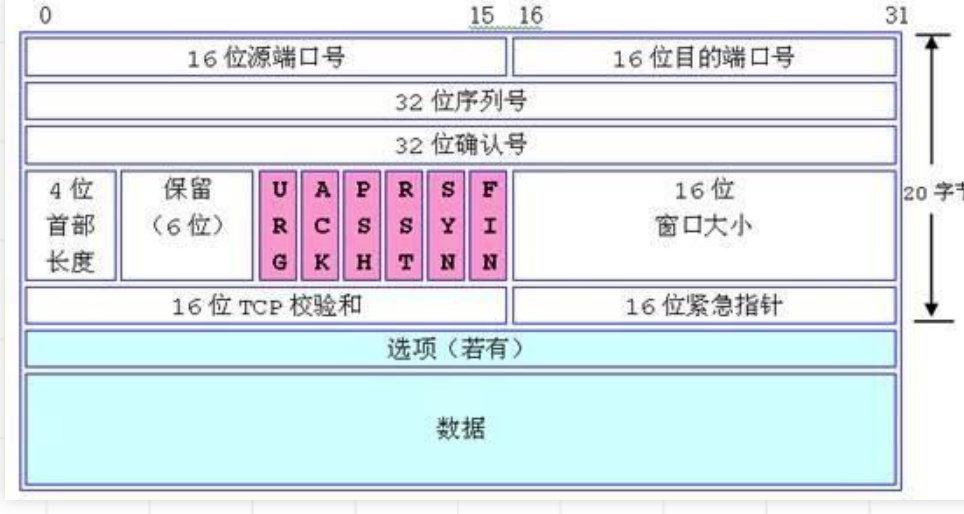 0 15 16 31
16 位源端口号 16 位目的端口号
32 位序列号
32 位确认号
4 位
首部
长度
保留
（6 位）
URG
ACK
PSH
RST
SYN
FIN
16 位
窗口大小
20 字节
16 位 TCP 校验和 16 位紧急指针
选项（若有）
数据